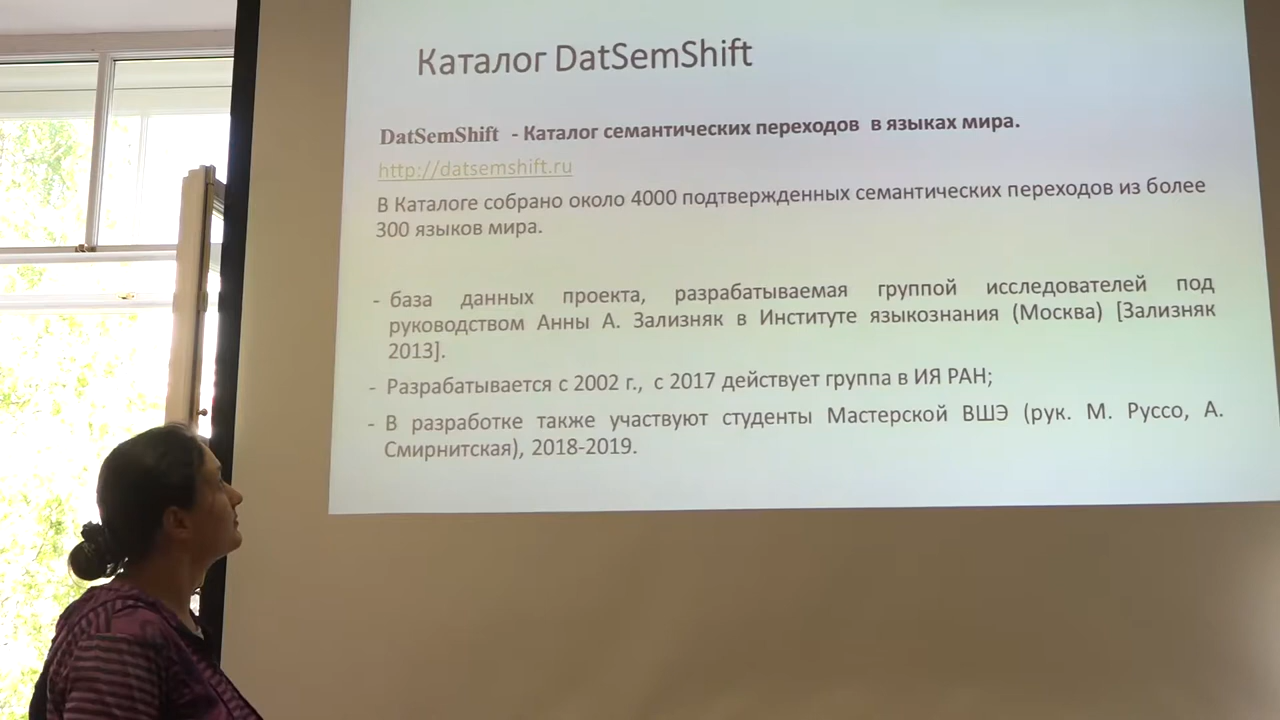 Каталог DatSemShift
DatSemShift - Каталог семантических переходов в языках мира.
http://datsemshift.ru
В Каталоге собрано около 4000 подтвержденных семантических переходов из более
300 языков мира.
- база данных проекта, разрабатываемая группой исследователей под
руководством Анны А. Зализняк в Институте языкознания (Москва) [Зализняк
2013].
- Разрабатывается с 2002 г., с 2017 действует группа в ИЯ РАН;
- В разработке также участвуют студенты Мастерской ВШЭ (рук. М. Руссо, А.
Смирнитская), 2018-2019.